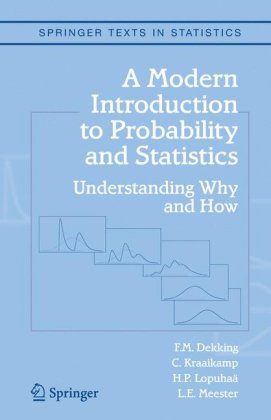 SPRINGER TEXTS IN STATISTICS
A Modern
Introduction
to Probability
and Statistics
Understanding Why
and How
F.M. Dekking
C. Kraaikamp
H.P. Lopuhaä
L.E. Meester
Springer